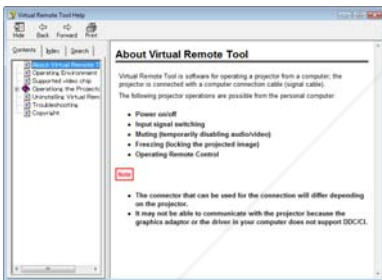 Virtual Remote Tool Help
Hide Back Forward Print
Contents Index Search
About Virtual Remote T
Operating Environment
Supported video chip
Operating the Projecto
Uninstalling Virtual Remo
Troubleshooting
Copyright
About Virtual Remote Tool
Virtual Remote Tool is software for operating a projector from a computer; the
projector is connected with a computer connection cable (signal cable).
The following projector operations are possible from the personal computer
• Power on/off
• Input signal switching
• Muting (temporarily disabling audio/video)
• Freezing (locking the projected image)
• Operating Remote Control
Note
• The connector that can be used for the connection will differ depending
on the projector.
• It may not be able to communicate with the projector because the
graphics adaptor or the driver in your computer does not support DDC/CI.